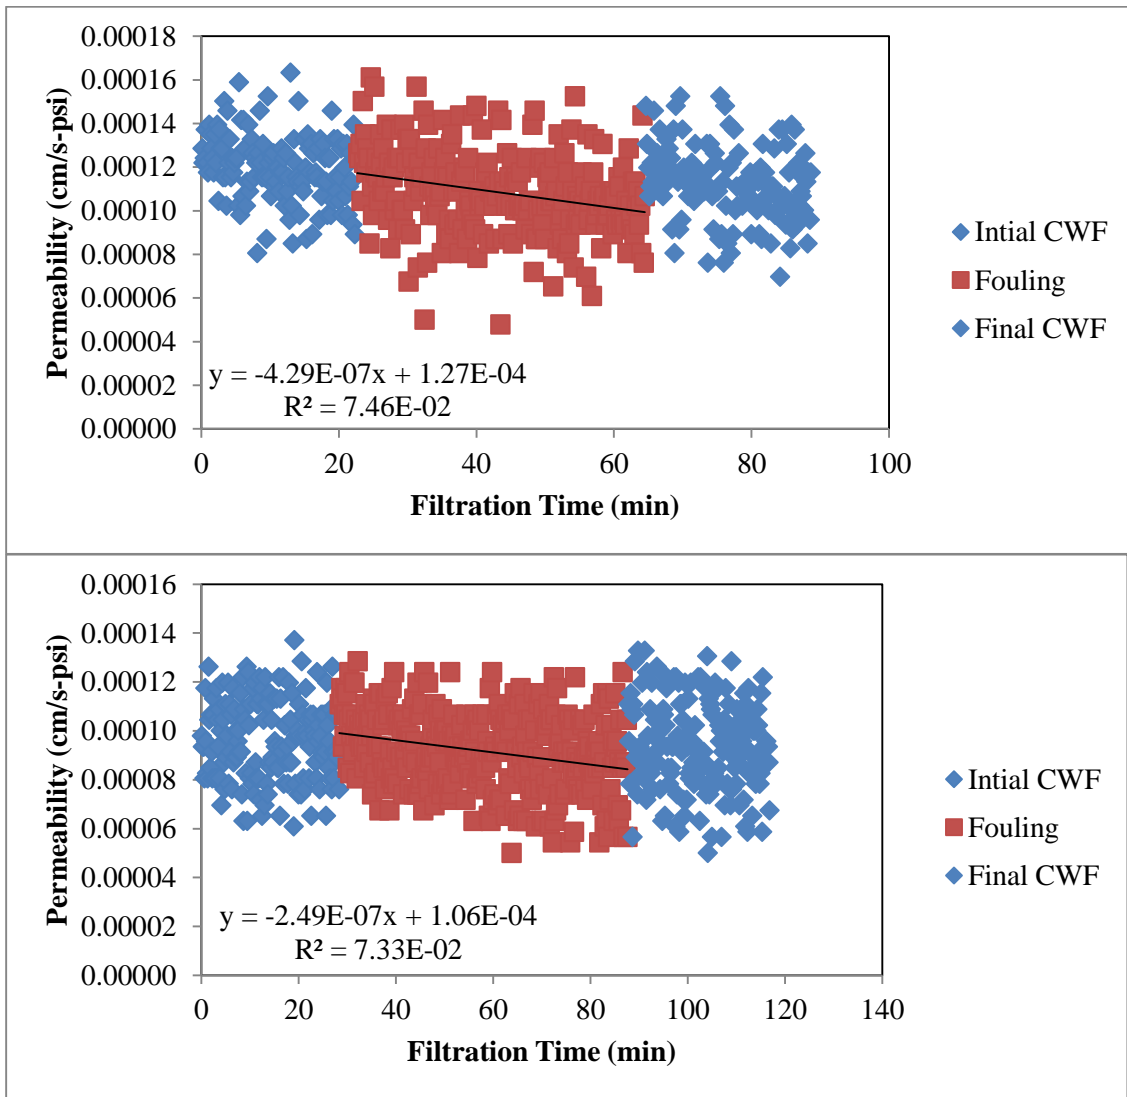 Permeability (cm/s-psi)
0.00018
0.00016
0.00014
0.00012
0.00010
0.00008
0.00006
0.00004
0.00002
0.00000
y = -4.29E-07x + 1.27E-04
R² = 7.46E-02
0 20 40 60 80 100
Filtration Time (min)
Intial CWF
Fouling
Final CWF
Permeability (cm/s-psi)
0.00016
0.00014
0.00012
0.00010
0.00008
0.00006
0.00004
0.00002
0.00000
y = -2.49E-07x + 1.06E-04
R² = 7.33E-02
0 20 40 60 80 100 120 140
Filtration Time (min)
Intial CWF
Fouling
Final CWF